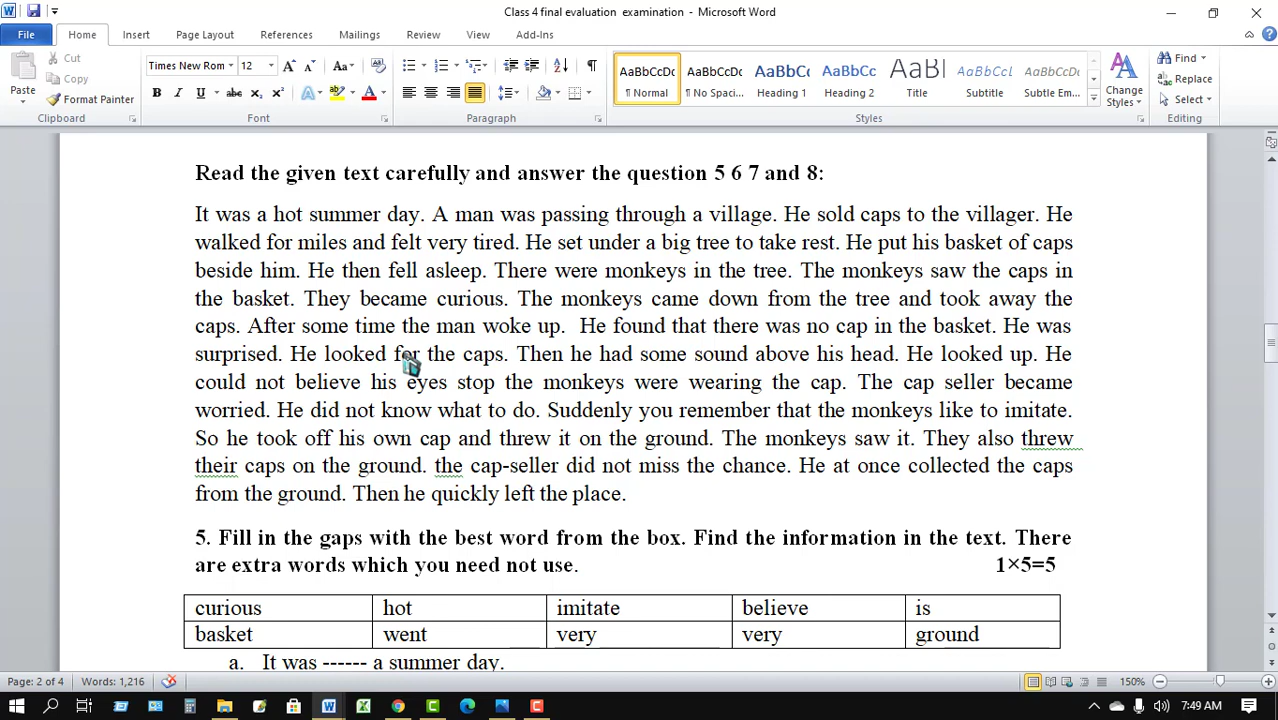 Class 4 final evaluation  examination  -  Microsoft Word
File Home Insert Page Layout References Mailings Review View Add-Ins
Paste Cut Times New Rom 12 Aa AaBbCcDc AaBbCcDc AaBbCc AaBbCc AaBl AaBbCcDc AaBbCcDc Change Styles Find
Copy ¶ Normal ¶ No Spaci... Heading 1 Heading 2 Title Subtitle Subtle Em... Replace
Format Painter B I U abc x₂ x² A Select
Clipboard Font Paragraph Styles Editing
Read the given text carefully and answer the question 5 6 7 and 8:
It was a hot summer day. A man was passing through a village. He sold caps to the villager. He
walked for miles and felt very tired. He set under a big tree to take rest. He put his basket of caps
beside him. He then fell asleep. There were monkeys in the tree. The monkeys saw the caps in
the basket. They became curious. The monkeys came down from the tree and took away the
caps. After some time the man woke up.  He found that there was no cap in the basket. He was
surprised. He looked for the caps. Then he had some sound above his head. He looked up. He
could not believe his eyes stop the monkeys were wearing the cap. The cap seller became
worried. He did not know what to do. Suddenly you remember that the monkeys like to imitate.
So he took off his own cap and threw it on the ground. The monkeys saw it. They also threw
their caps on the ground. the cap-seller did not miss the chance. He at once collected the caps
from the ground. Then he quickly left the place.
5. Fill in the gaps with the best word from the box. Find the information in the text. There
are extra words which you need not use. 1×5=5
curious hot imitate believe is
basket went very very ground
a. It was ------ a summer day.
Page: 2 of 4 Words: 1,216 150%
7:49 AM